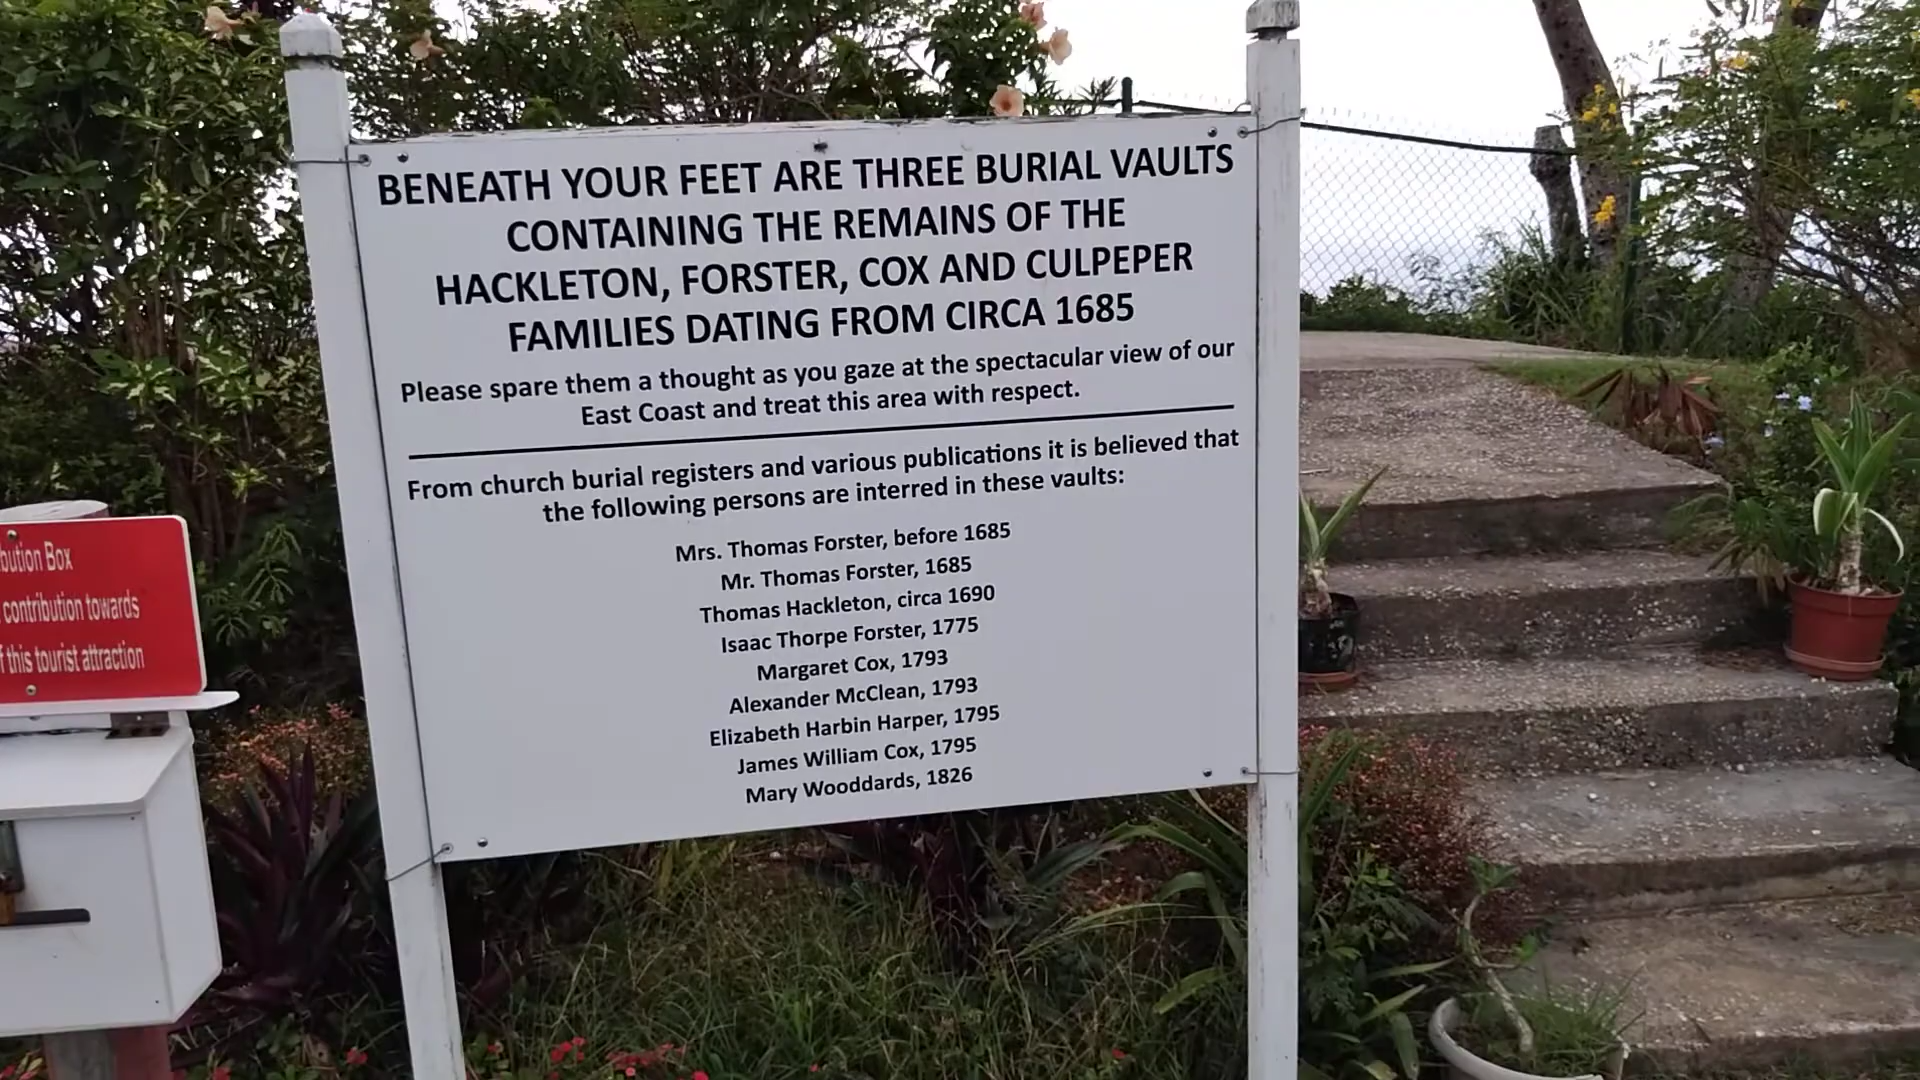 BENEATH YOUR FEET ARE THREE BURIAL VAULTS
CONTAINING THE REMAINS OF THE
HACKLETON, FORSTER, COX AND CULPEPER
FAMILIES DATING FROM CIRCA 1685
Please spare them a thought as you gaze at the spectacular view of our
East Coast and treat this area with respect.
From church burial registers and various publications it is believed that
the following persons are interred in these vaults:
Mrs. Thomas Forster, before 1685
Mr. Thomas Forster, 1685
Thomas Hackleton, circa 1690
Isaac Thorpe Forster, 1775
Margaret Cox, 1793
Alexander McClean, 1793
Elizabeth Harbin Harper, 1795
James William Cox, 1795
Mary Wooddards, 1826
Box
contribution towards
this tourist attraction